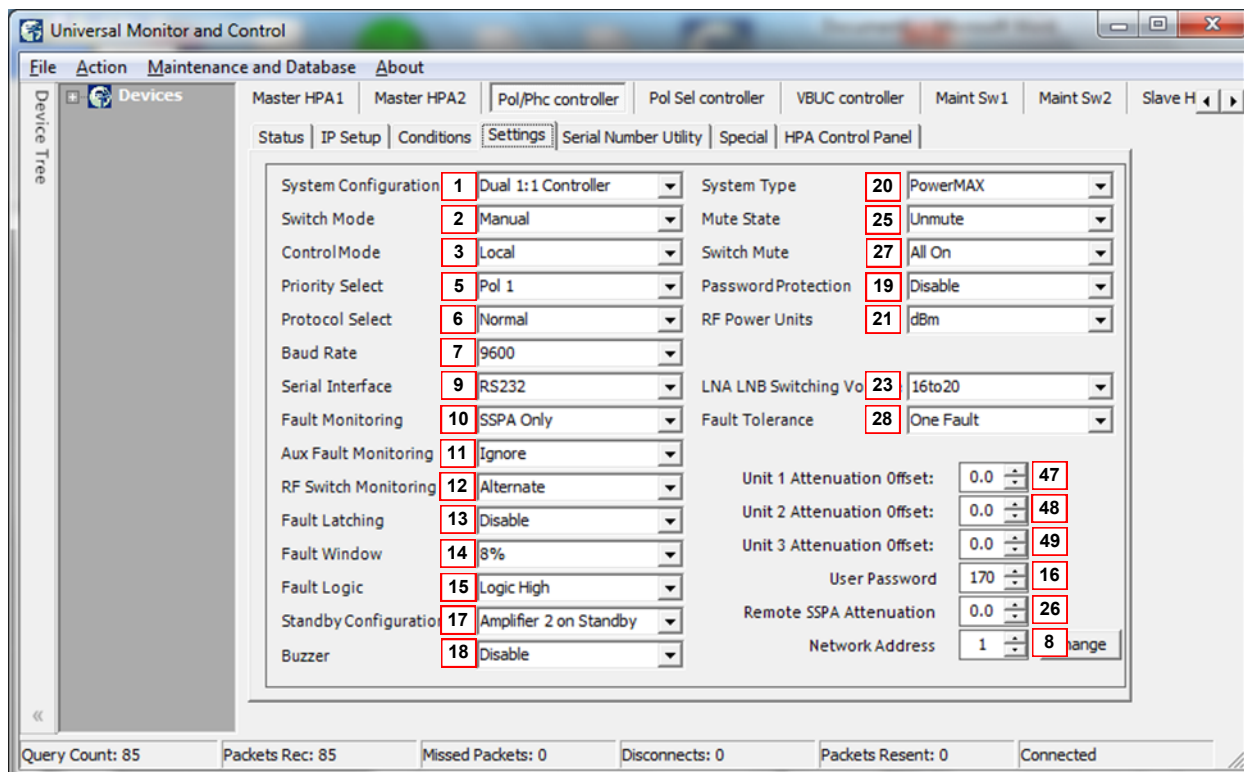 Universal Monitor and Control
File Action Maintenance and Database About
Device Tree
Devices
Master HPA1 Master HPA2 Pol/Phc controller Pol Sel controller VBUC controller Maint Sw1 Maint Sw2 Slave H
Status IP Setup Conditions Settings Serial Number Utility Special HPA Control Panel
System Configuration 1 Dual 1:1 Controller System Type 20 PowerMAX
Switch Mode 2 Manual Mute State 25 Unmute
ControlMode 3 Local Switch Mute 27 All On
Priority Select 5 Pol 1 Password Protection 19 Disable
Protocol Select 6 Normal RF Power Units 21 dBm
Baud Rate 7 9600
Serial Interface 9 RS232 LNA LNB Switching Vo 23 16to20
Fault Monitoring 10 SSPA Only Fault Tolerance 28 One Fault
Aux Fault Monitoring 11 Ignore
RF Switch Monitoring 12 Alternate Unit 1 Attenuation Offset: 0.0 47
Fault Latching 13 Disable Unit 2 Attenuation Offset: 0.0 48
Fault Window 14 8% Unit 3 Attenuation Offset: 0.0 49
Fault Logic 15 Logic High User Password 170 16
Standby Configuration 17 Amplifier 2 on Standby Remote SSPA Attenuation 0.0 26
Buzzer 18 Disable Network Address 1 8 hange
Query Count: 85 Packets Rec: 85 Missed Packets: 0 Disconnects: 0 Packets Resent: 0 Connected